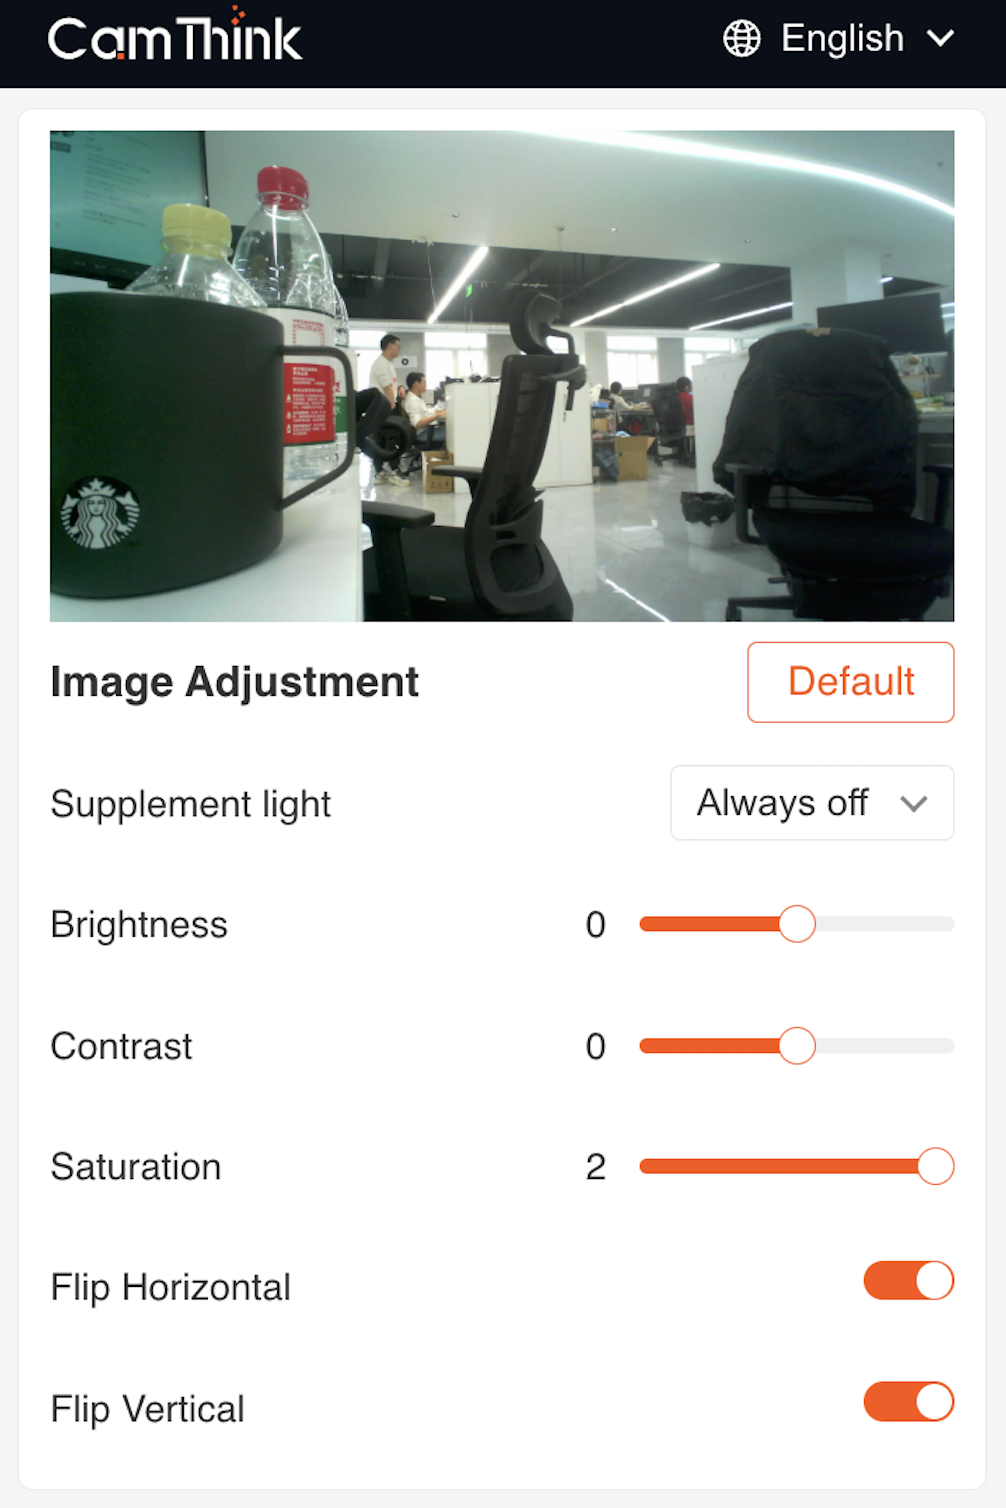 CamThink
English
Image Adjustment
Default
Supplement light
Always off
Brightness
0
Contrast
0
Saturation
2
Flip Horizontal
Flip Vertical